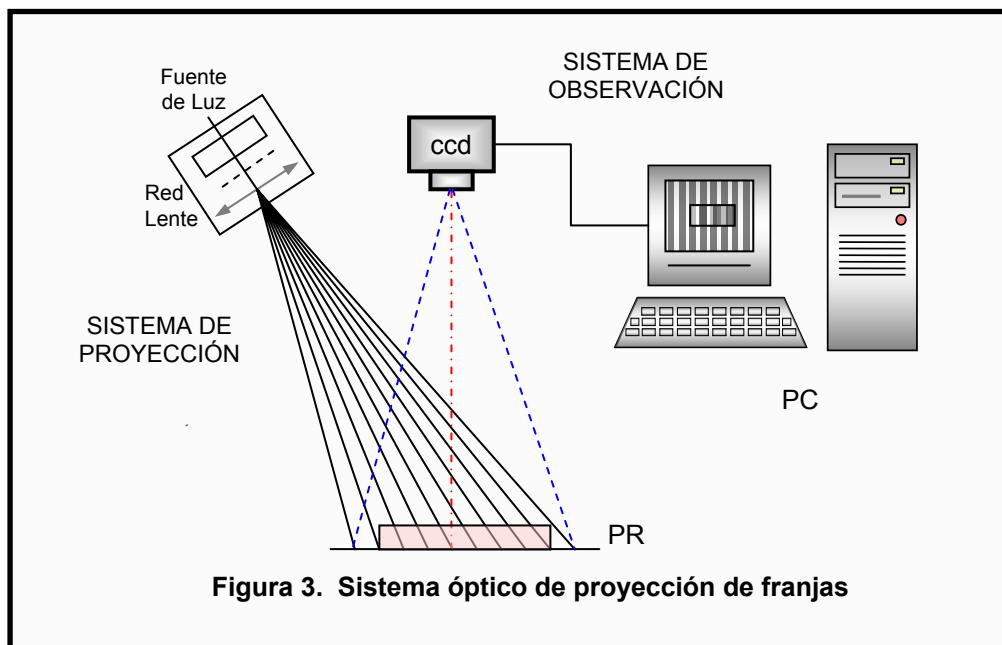 Fuente
de Luz
Red
Lente
SISTEMA DE
PROYECCIÓN
SISTEMA DE
OBSERVACIÓN
ccd
PC
PR
Figura 3. Sistema óptico de proyección de franjas